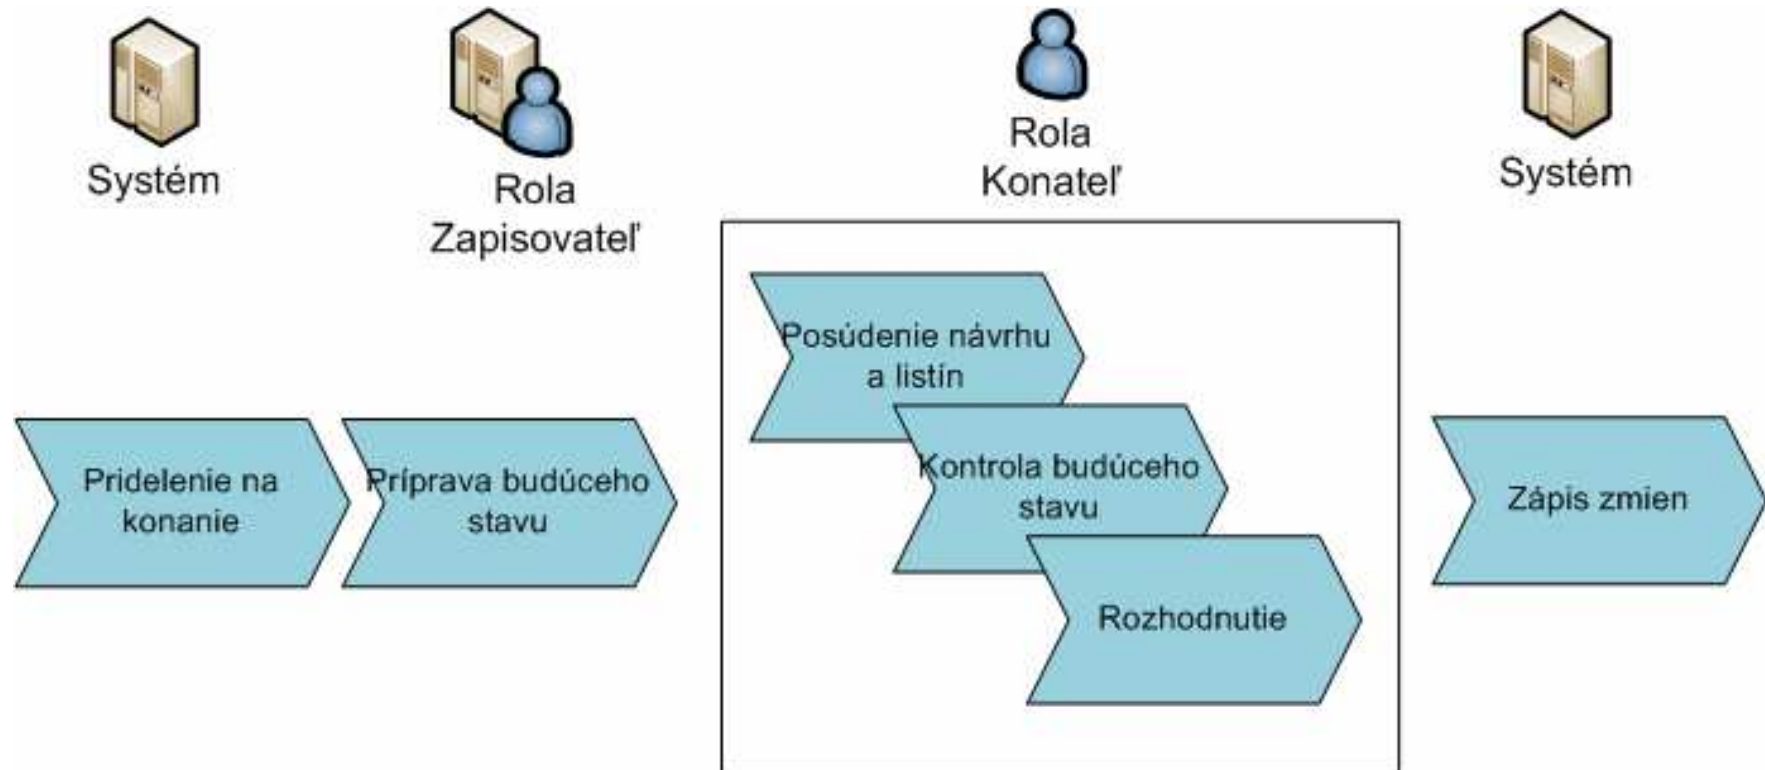 Systém
Rola
Zapisovateľ
Rola
Konateľ
Systém
Pridelenie na
konanie
Príprava budúceho
stavu
Posúdenie návrhu
a listín
Kontrola budúceho
stavu
Rozhodnutie
Zápis zmien